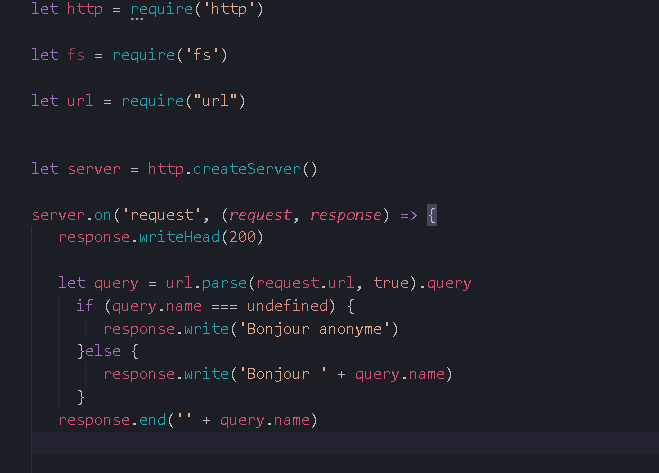 let http = require('http')
let fs = require('fs')
let url = require("url")
let server = http.createServer()
server.on('request', (request, response) => {
response.writeHead(200)
let query = url.parse(request.url, true).query
if (query.name === undefined) {
response.write('Bonjour anonyme')
}else {
response.write('Bonjour ' + query.name)
}
response.end('' + query.name)